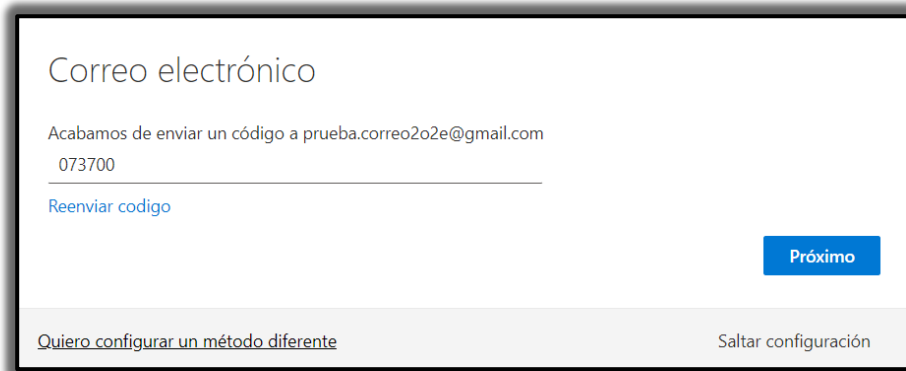 Correo electrónico
Acabamos de enviar un código a prueba.correo2o2e@gmail.com
073700
Reenviar codigo
Próximo
Quiero configurar un método diferente
Saltar configuración